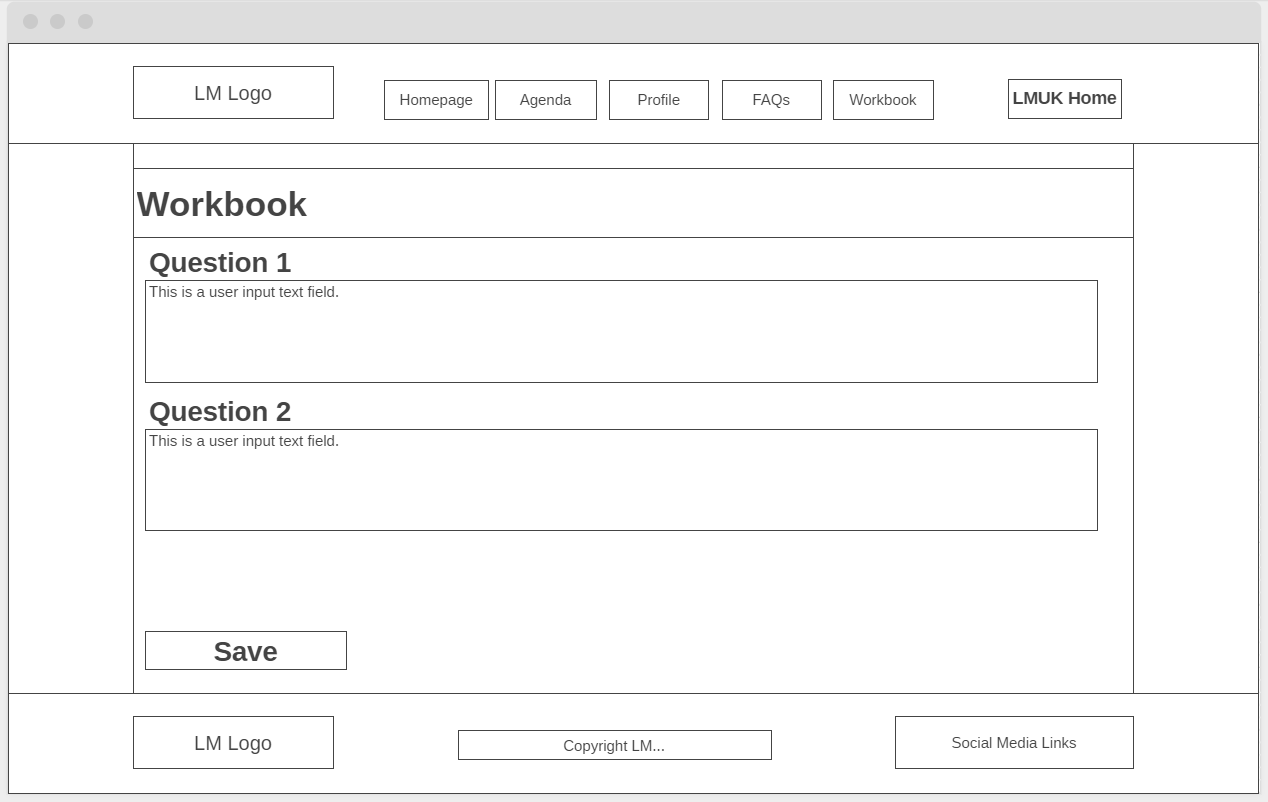 LM Logo
Homepage
Agenda
Profile
FAQs
Workbook
LMUK Home
Workbook
Question 1
This is a user input text field.
Question 2
This is a user input text field.
Save
LM Logo
Copyright LM...
Social Media Links